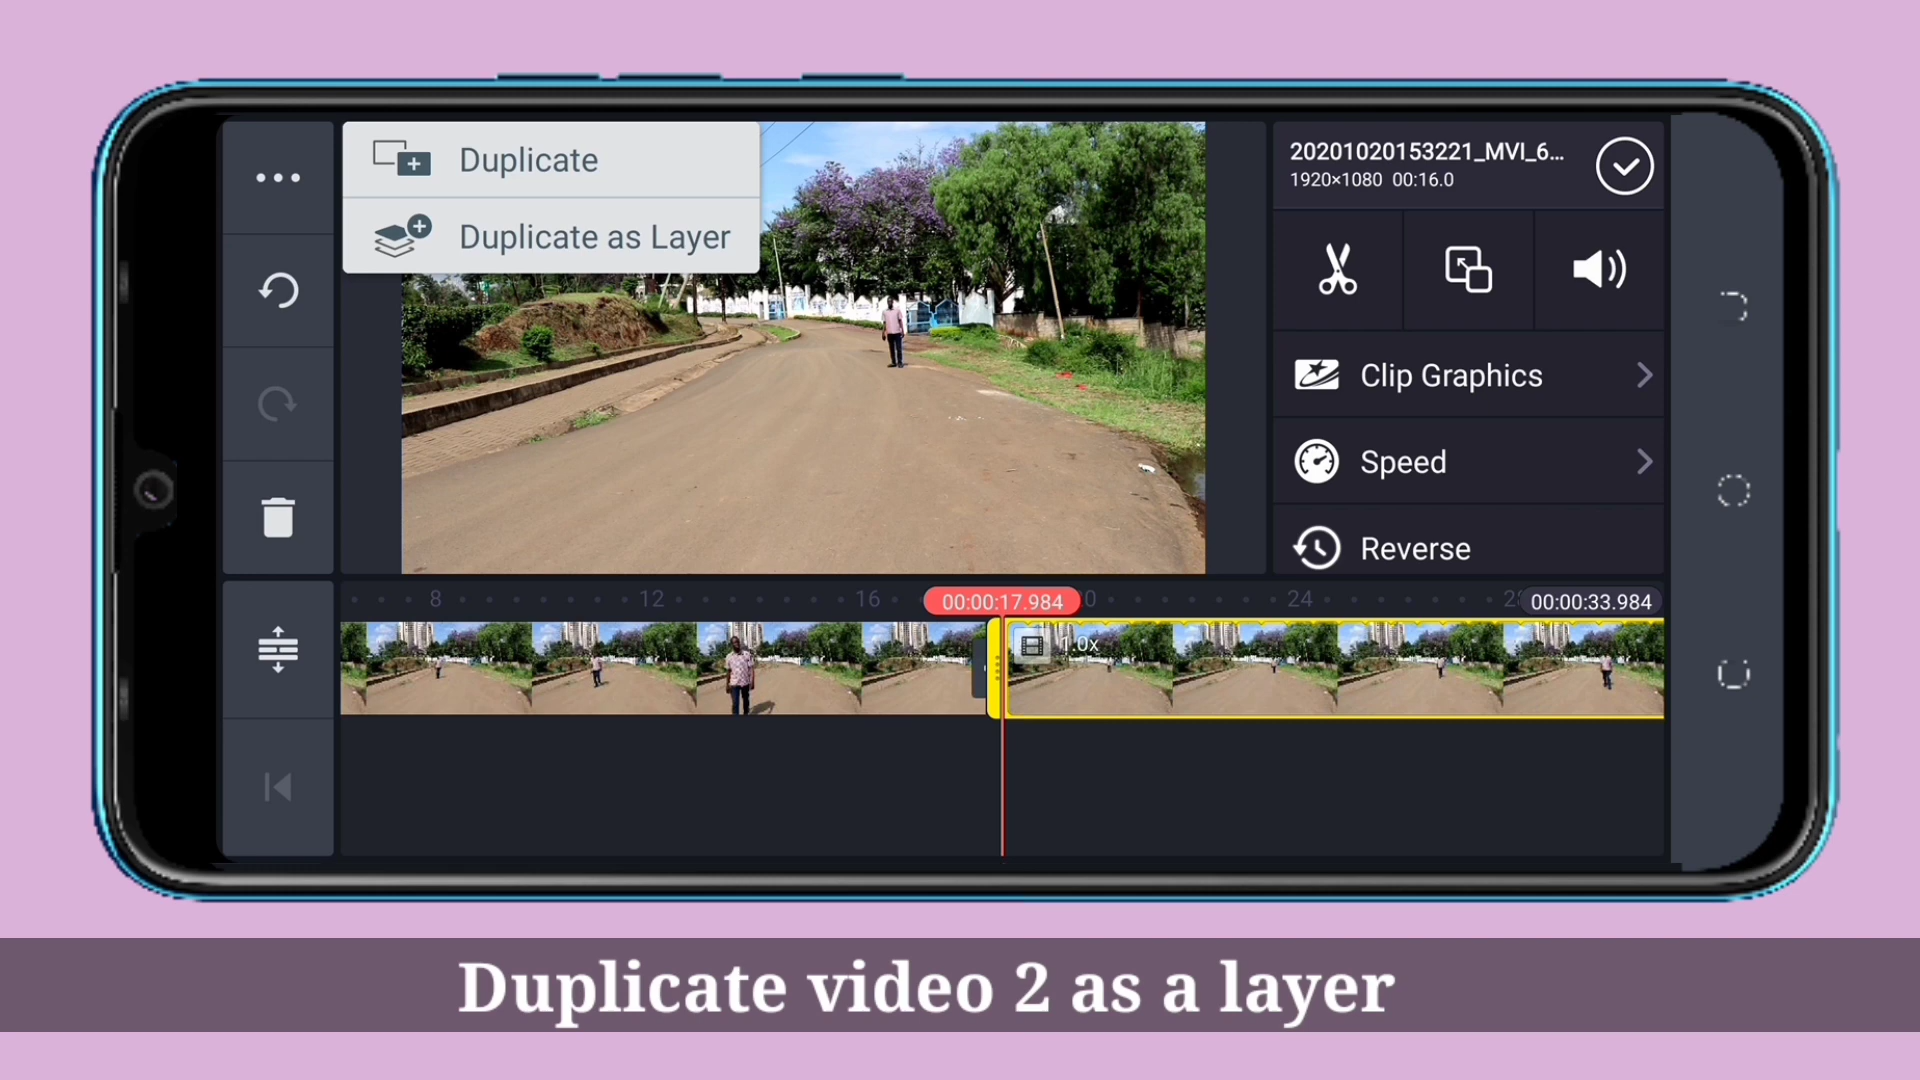 Duplicate
Duplicate as Layer
20201020153221_MVI_6...
1920×1080 00:16.0
Clip Graphics
Speed
Reverse
8 12 16 00:00:17.984 24 00:00:33.984
1.0x
Duplicate video 2 as a layer